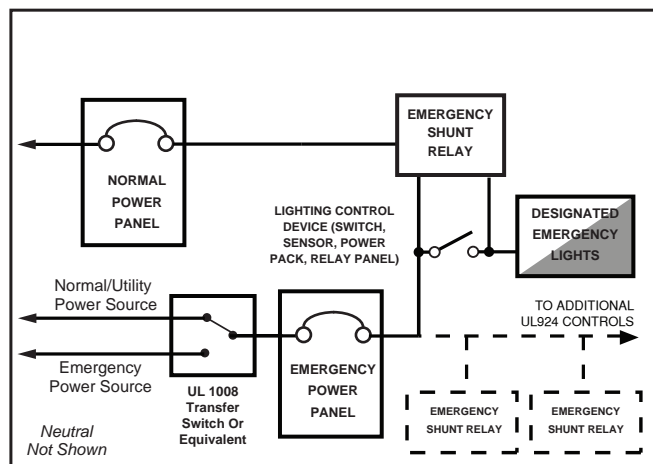 EMERGENCY
SHUNT
RELAY
NORMAL
POWER
PANEL
LIGHTING CONTROL
DEVICE (SWITCH,
SENSOR, POWER
PACK, RELAY PANEL)
DESIGNATED
EMERGENCY
LIGHTS
Normal/Utility
Power Source
Emergency
Power Source
UL 1008
Transfer
Switch Or
Equivalent
EMERGENCY
POWER
PANEL
TO ADDITIONAL
UL924 CONTROLS
EMERGENCY
SHUNT RELAY
EMERGENCY
SHUNT RELAY
Neutral
Not Shown